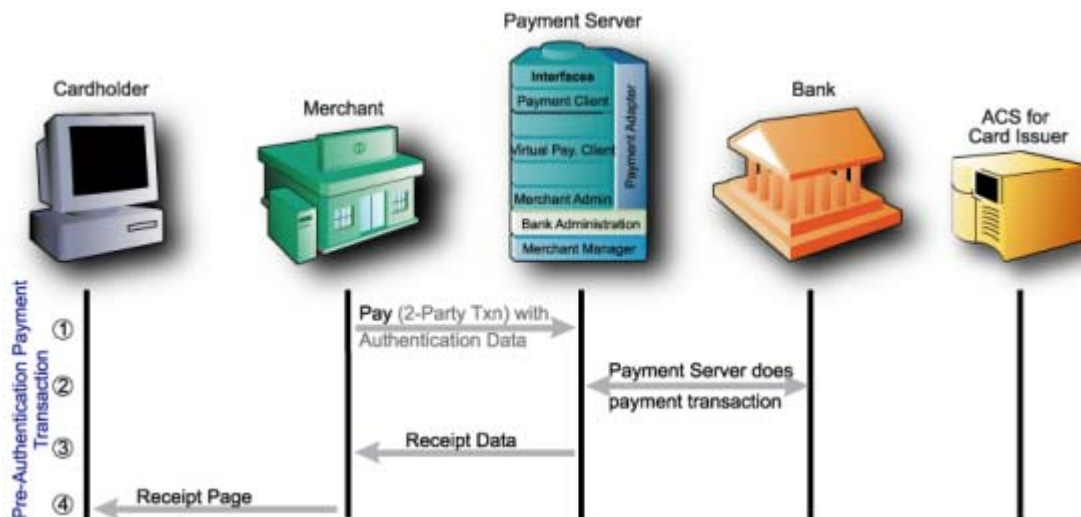 Payment Server
Cardholder
Merchant
Interfaces
Payment Client
Virtual Pay. Client
Merchant Admin
Payment Adapter
Bank Administration
Merchant Manager
Bank
ACS for
Card Issuer
Pre-Authentication Payment
Transaction
①
Pay (2-Party Txn) with
Authentication Data
②
Payment Server does
payment transaction
③
Receipt Data
④
Receipt Page